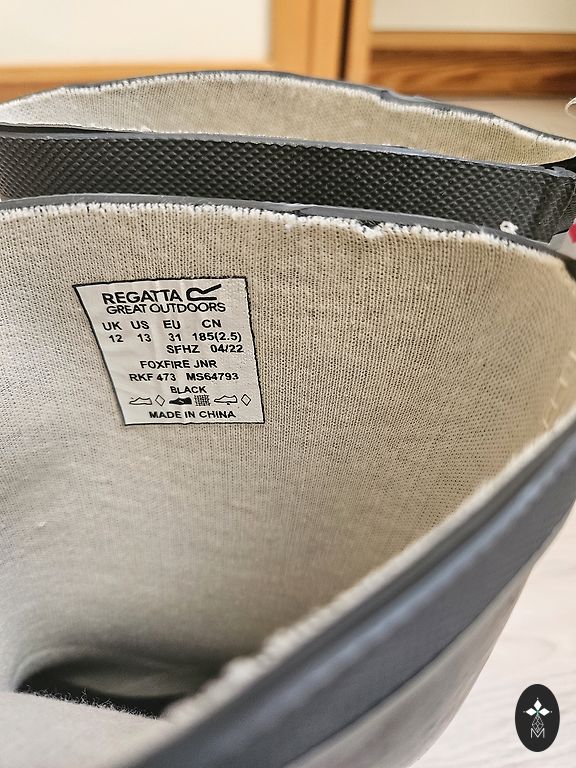 REGATTA
GREAT OUTDOORS
UK US EU CN
12 13 31 185(2.5)
SFHZ 04/22
FOXFIRE JNR
RKF 473 MS64793
BLACK
MADE IN CHINA
M